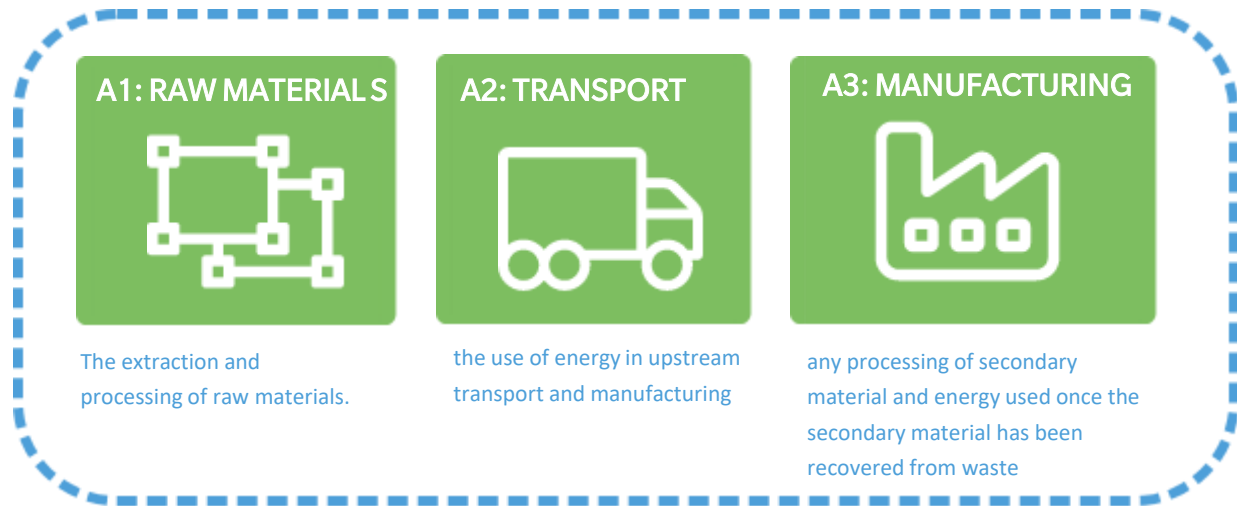 A1: RAW MATERIALS
The extraction and
processing of raw materials.
A2: TRANSPORT
the use of energy in upstream
transport and manufacturing
A3: MANUFACTURING
any processing of secondary
material and energy used once the
secondary material has been
recovered from waste